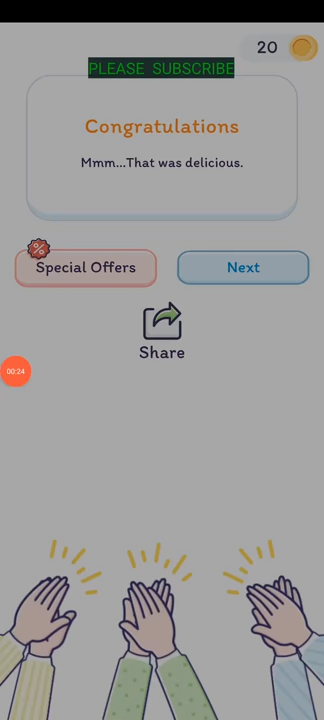 20
PLEASE SUBSCRIBE
Congratulations
Mmm...That was delicious.
%
Special Offers
Next
Share
00:24